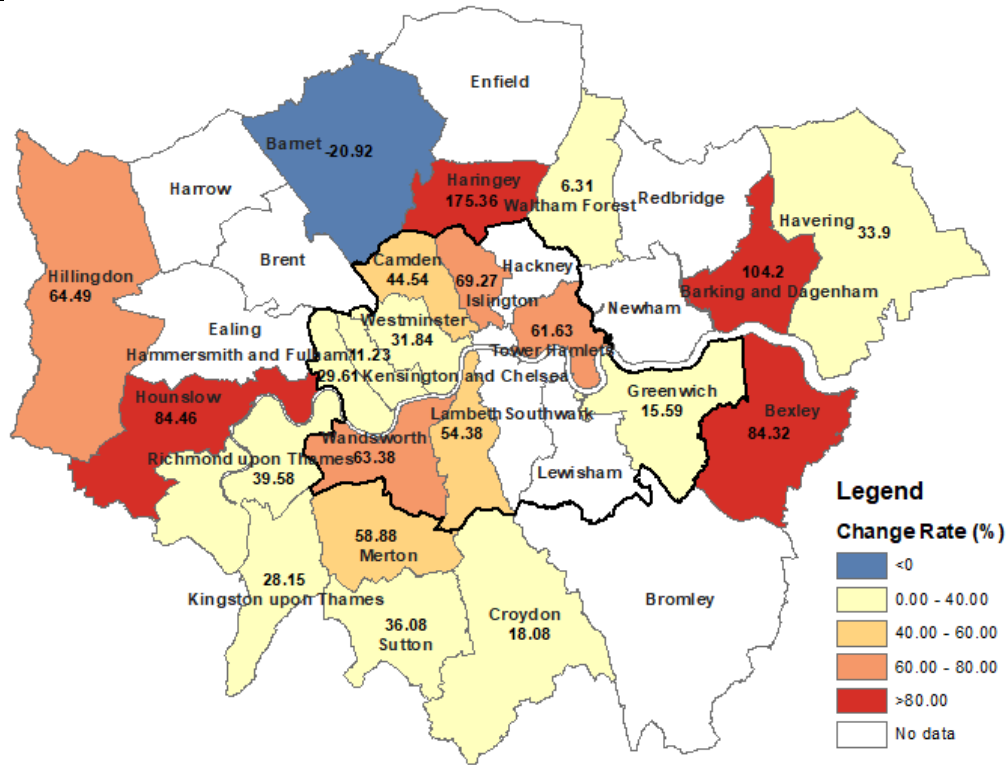 Enfield
Barnet -20.92
Harrow
Haringey
175.36
6.31
Waltham Forest
Redbridge
Havering
33.9
Brent
Camden
44.54
Hackney
69.27
Islington
104.2
Barking and Dagenham
Hillingdon
64.49
Newham
Ealing
Westminster
31.84
61.63
Tower Hamlets
Hammersmith and Fulham
11.23
29.61
Kensington and Chelsea
Hounslow
84.46
Greenwich
15.59
Bexley
84.32
Lambeth
54.38
Southwark
Wandsworth
63.38
Richmond upon Thames
39.58
Lewisham
58.88
Merton
28.15
Kingston upon Thames
36.08
Sutton
Croydon
18.08
Bromley
Legend
Change Rate (%)
<0
0.00 - 40.00
40.00 - 60.00
60.00 - 80.00
>80.00
No data